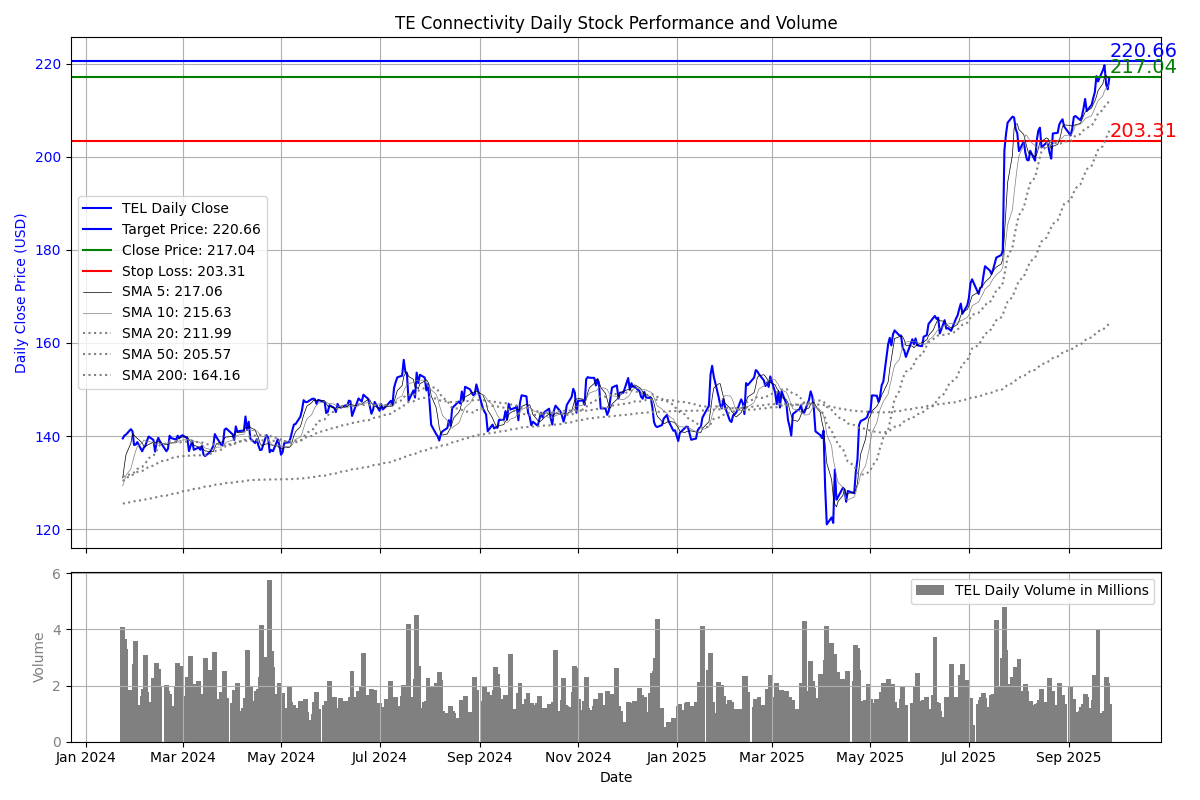 TE Connectivity Daily Stock Performance and Volume
220.66
217.04
203.31
220
200
180
160
140
120
Daily Close Price (USD)
TEL Daily Close
Target Price: 220.66
Close Price: 217.04
Stop Loss: 203.31
SMA 5: 217.06
SMA 10: 215.63
SMA 20: 211.99
SMA 50: 205.57
SMA 200: 164.16
6
4
2
0
Volume
TEL Daily Volume in Millions
Jan 2024 Mar 2024 May 2024 Jul 2024 Sep 2024 Nov 2024 Jan 2025 Mar 2025 May 2025 Jul 2025 Sep 2025
Date